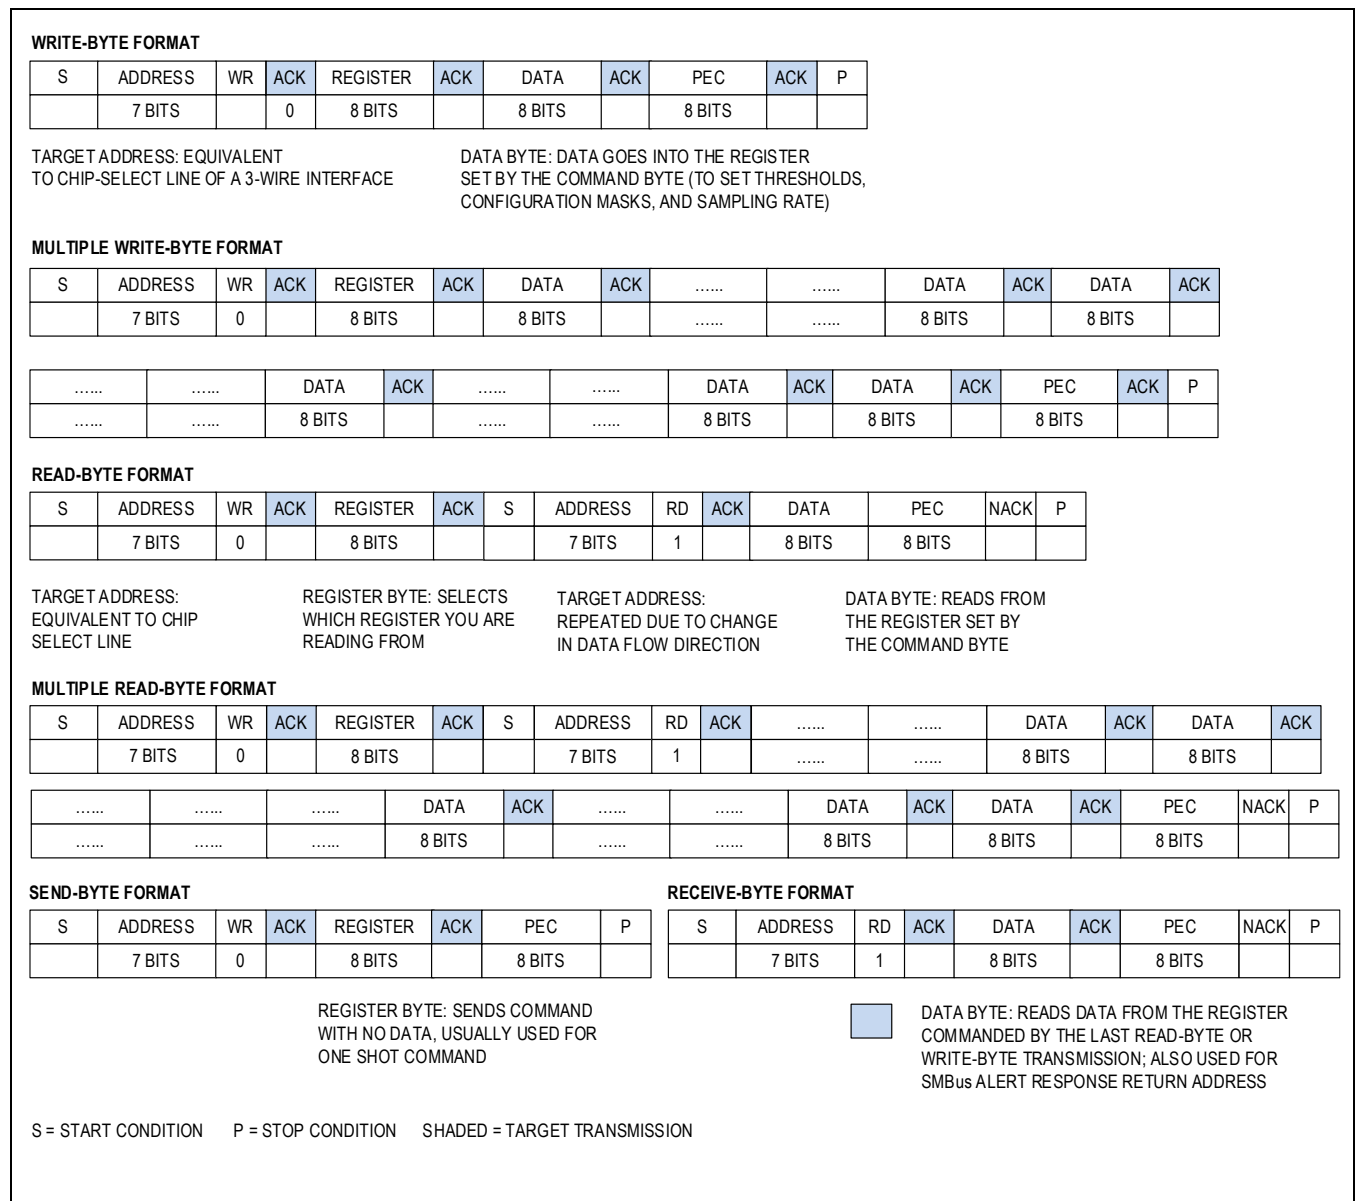 WRITE-BYTE FORMAT
S ADDRESS WR ACK REGISTER ACK DATA ACK PEC ACK P
7 BITS 0 8 BITS 8 BITS 8 BITS
TARGET ADDRESS: EQUIVALENT
TO CHIP-SELECT LINE OF A 3-WIRE INTERFACE
DATA BYTE: DATA GOES INTO THE REGISTER
SET BY THE COMMAND BYTE (TO SET THRESHOLDS,
CONFIGURATION MASKS, AND SAMPLING RATE)
MULTIPLE WRITE-BYTE FORMAT
S ADDRESS WR ACK REGISTER ACK DATA ACK ...... ...... DATA ACK DATA ACK
7 BITS 0 8 BITS 8 BITS ...... ...... 8 BITS 8 BITS
...... ...... DATA ACK ...... ...... DATA ACK DATA ACK PEC ACK P
...... ...... 8 BITS ...... ...... 8 BITS 8 BITS 8 BITS
READ-BYTE FORMAT
S ADDRESS WR ACK REGISTER ACK S ADDRESS RD ACK DATA PEC NACK P
7 BITS 0 8 BITS 7 BITS 1 8 BITS 8 BITS
TARGET ADDRESS:
EQUIVALENT TO CHIP
SELECT LINE
REGISTER BYTE: SELECTS
WHICH REGISTER YOU ARE
READING FROM
TARGET ADDRESS:
REPEATED DUE TO CHANGE
IN DATA FLOW DIRECTION
DATA BYTE: READS FROM
THE REGISTER SET BY
THE COMMAND BYTE
MULTIPLE READ-BYTE FORMAT
S ADDRESS WR ACK REGISTER ACK S ADDRESS RD ACK ...... ...... DATA ACK DATA ACK
7 BITS 0 8 BITS 7 BITS 1 ...... ...... 8 BITS 8 BITS
...... ...... ...... DATA ACK ...... ...... DATA ACK DATA ACK PEC NACK P
...... ...... ...... 8 BITS ...... ...... 8 BITS 8 BITS 8 BITS
SEND-BYTE FORMAT
S ADDRESS WR ACK REGISTER ACK PEC P
7 BITS 0 8 BITS 8 BITS
REGISTER BYTE: SENDS COMMAND
WITH NO DATA, USUALLY USED FOR
ONE SHOT COMMAND
RECEIVE-BYTE FORMAT
S ADDRESS RD ACK DATA ACK PEC NACK P
7 BITS 1 8 BITS 8 BITS
DATA BYTE: READS DATA FROM THE REGISTER
COMMANDED BY THE LAST READ-BYTE OR
WRITE-BYTE TRANSMISSION; ALSO USED FOR
SMBus ALERT RESPONSE RETURN ADDRESS
S = START CONDITION P = STOP CONDITION SHADED = TARGET TRANSMISSION